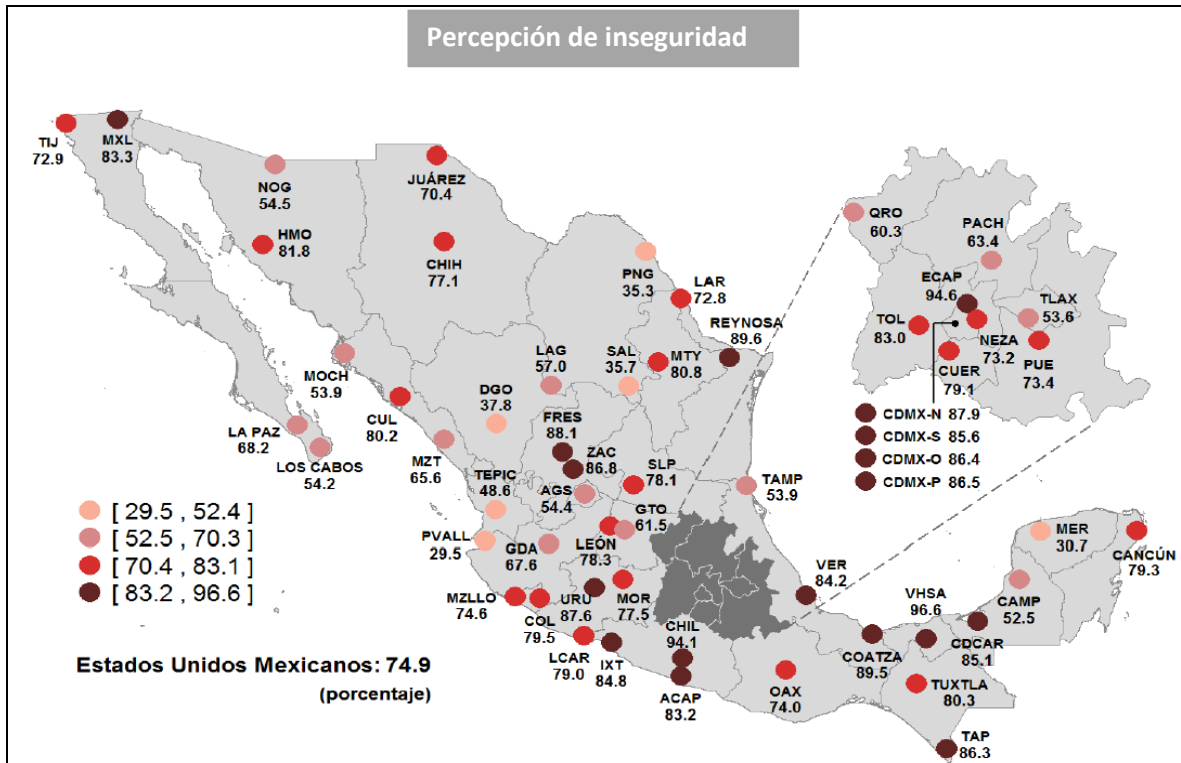 Percepción de inseguridad
TIJ
72.9
MXL
83.3
NOG
54.5
HMO
81.8
JUÁREZ
70.4
CHIH
77.1
PNG
35.3
LAR
72.8
REYNOSA
89.6
LAG
57.0
SAL
35.7
MTY
80.8
MOCH
53.9
CUL
80.2
DGO
37.8
FRES
88.1
ZAC
86.8
SLP
78.1
LA PAZ
68.2
LOS CABOS
54.2
MZT
65.6
TEPIC
48.6
AGS
54.4
GTO
61.5
TAMP
53.9
PVALL
29.5
GDA
67.6
LEÓN
78.3
MZLLO
74.6
COL
79.5
URU
87.6
MOR
77.5
LCAR
79.0
IXT
84.8
CHIL
94.1
ACAP
83.2
OAX
74.0
VER
84.2
COATZA
89.5
VHSA
96.6
CDCAR
85.1
TUXTLA
80.3
TAP
86.3
CAMP
52.5
MER
30.7
CANCÚN
79.3
QRO
60.3
PACH
63.4
ECAP
94.6
TLAX
53.6
TOL
83.0
NEZA
73.2
CUER
79.1
PUE
73.4
CDMX-N 87.9
CDMX-S 85.6
CDMX-O 86.4
CDMX-P 86.5
[ 29.5 , 52.4 ]
[ 52.5 , 70.3 ]
[ 70.4 , 83.1 ]
[ 83.2 , 96.6 ]
Estados Unidos Mexicanos: 74.9
(porcentaje)